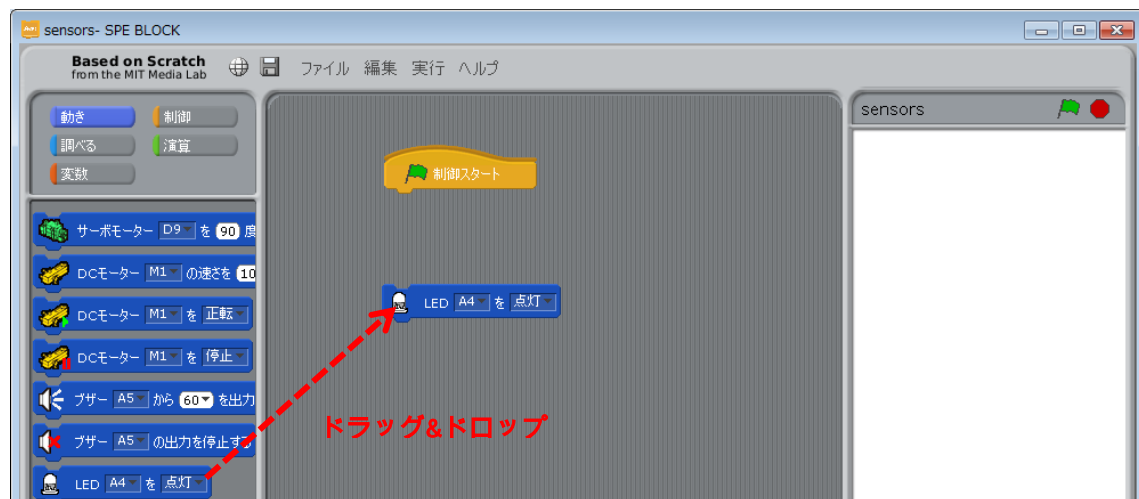 sensors- SPE BLOCK
Based on Scratch
from the MIT Media Lab
ファイル 編集 実行 ヘルプ
動き 制御
調べる 演算
変数
サーボモーター D9 を 90 度
DCモーター M1 の速さを 10
DCモーター M1 を 正転
DCモーター M1 を 停止
ブザー A5 から 60 を出力
ブザー A5 の出力を停止する
LED A4 を 点灯
制御スタート
LED A4 を 点灯
ドラッグ&ドロップ
sensors